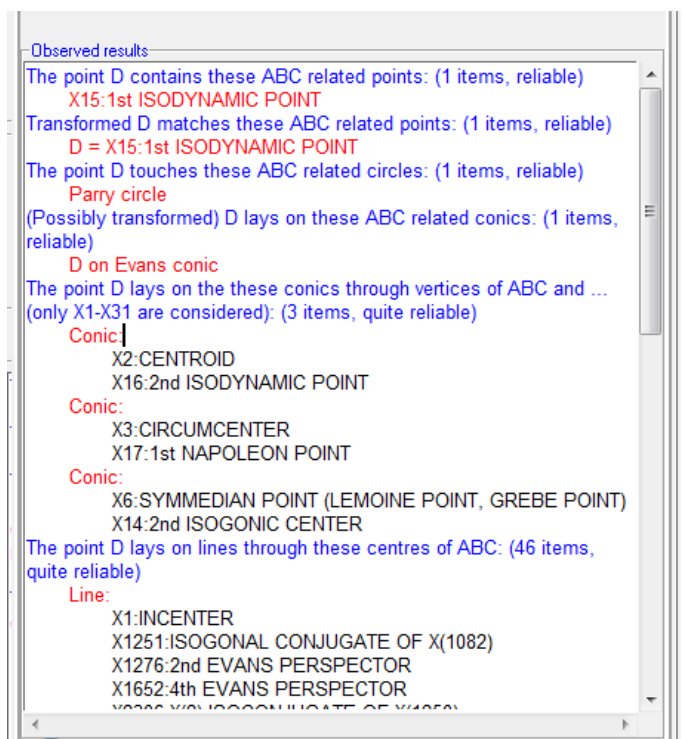 Observed results
The point D contains these ABC related points: (1 items, reliable)
X15:1st ISODYNAMIC POINT
Transformed D matches these ABC related points: (1 items, reliable)
D = X15:1st ISODYNAMIC POINT
The point D touches these ABC related circles: (1 items, reliable)
Parry circle
(Possibly transformed) D lays on these ABC related conics: (1 items,
reliable)
D on Evans conic
The point D lays on the these conics through vertices of ABC and ...
(only X1-X31 are considered): (3 items, quite reliable)
Conic:
X2:CENTROID
X16:2nd ISODYNAMIC POINT
Conic:
X3:CIRCUMCENTER
X17:1st NAPOLEON POINT
Conic:
X6:SYMMEDIAN POINT (LEMOINE POINT, GREBE POINT)
X14:2nd ISOGONIC CENTER
The point D lays on lines through these centres of ABC: (46 items,
quite reliable)
Line:
X1:INCENTER
X1251:ISOGONAL CONJUGATE OF X(1082)
X1276:2nd EVANS PERSPECTOR
X1652:4th EVANS PERSPECTOR